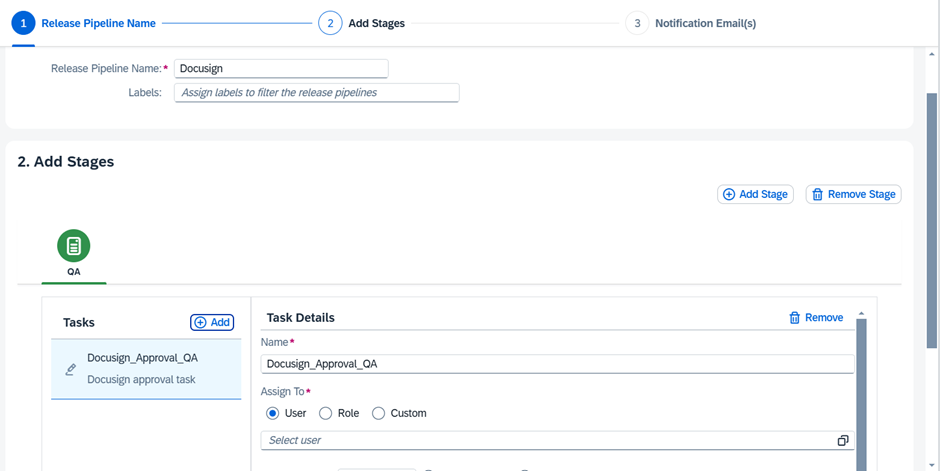 1 Release Pipeline Name 2 Add Stages 3 Notification Email(s)
Release Pipeline Name:* Docusign
Labels: Assign labels to filter the release pipelines
2. Add Stages
Add Stage Remove Stage
QA
Tasks Add
Docusign_Approval_QA
Docusign approval task
Task Details Remove
Name*
Docusign_Approval_QA
Assign To*
User Role Custom
Select user